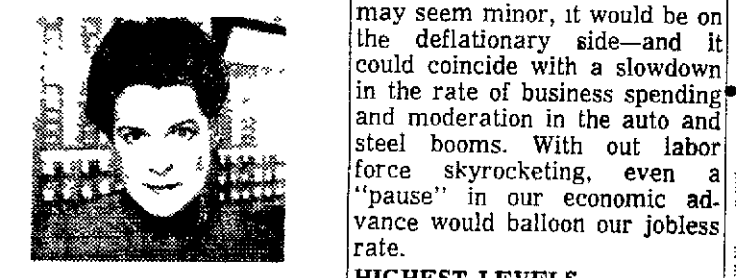 may seem minor, it would be on
the deflationary side—and it
could coincide with a slowdown
in the rate of business spending
and moderation in the auto and
steel booms. With out labor
force skyrocketing, even a
"pause" in our economic ad-
vance would balloon our jobless
rate.
HIGHEST LEVELS